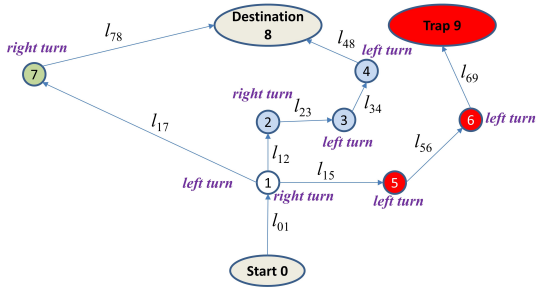 Destination
8
Trap 9
right turn
l78
l48
left turn
7
4
l69
right turn
l23
l34
2
3
6
left turn
l17
left turn
l56
l12
l15
left turn
1
right turn
5
left turn
l01
Start 0